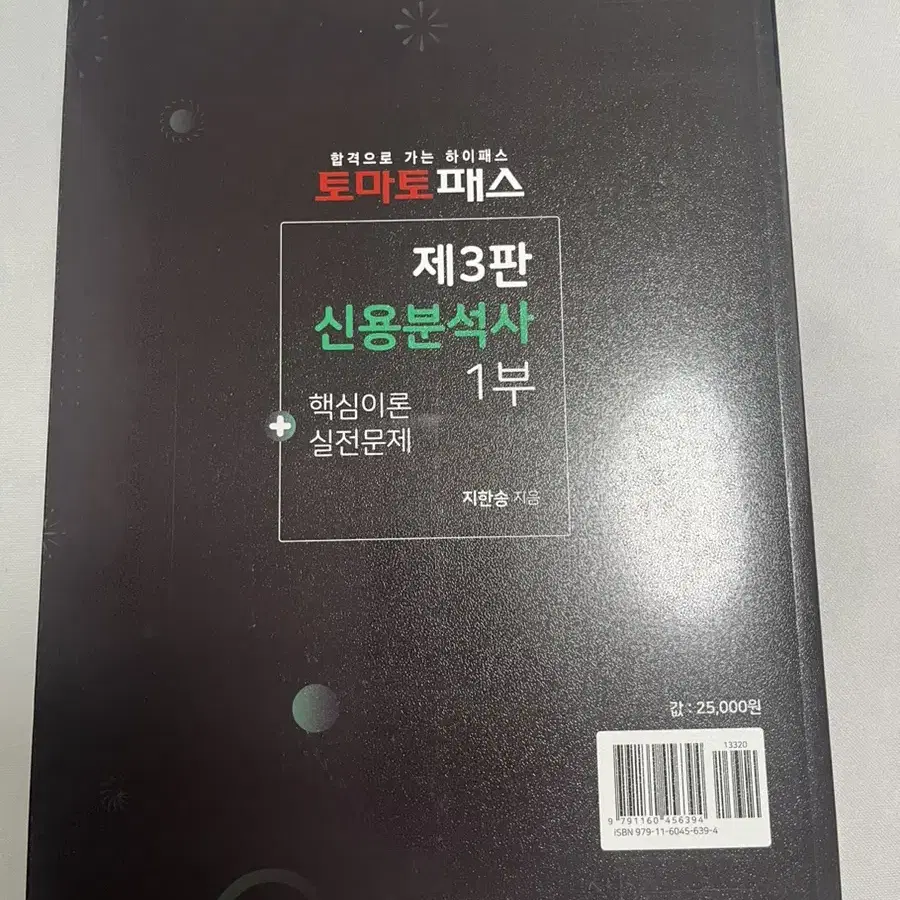 합격으로 가는 하이패스
토마토패스
제3판
신용분석사
1부
핵심이론
+ 실전문제
지한송 지음
값 : 25,000원
13320
9 791160 456394
ISBN 979-11-6045-639-4